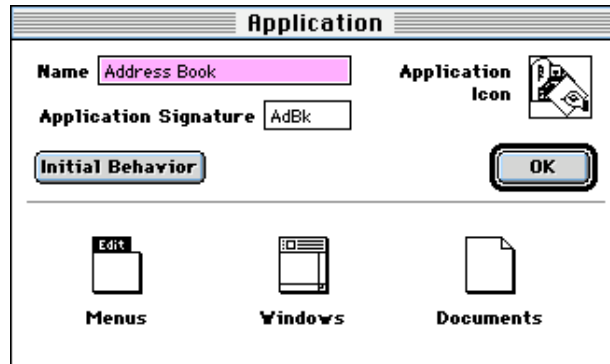 Application
Name Address Book
Application Icon
Application Signature AdBk
Initial Behavior
OK
Edit
Menus
Windows
Documents